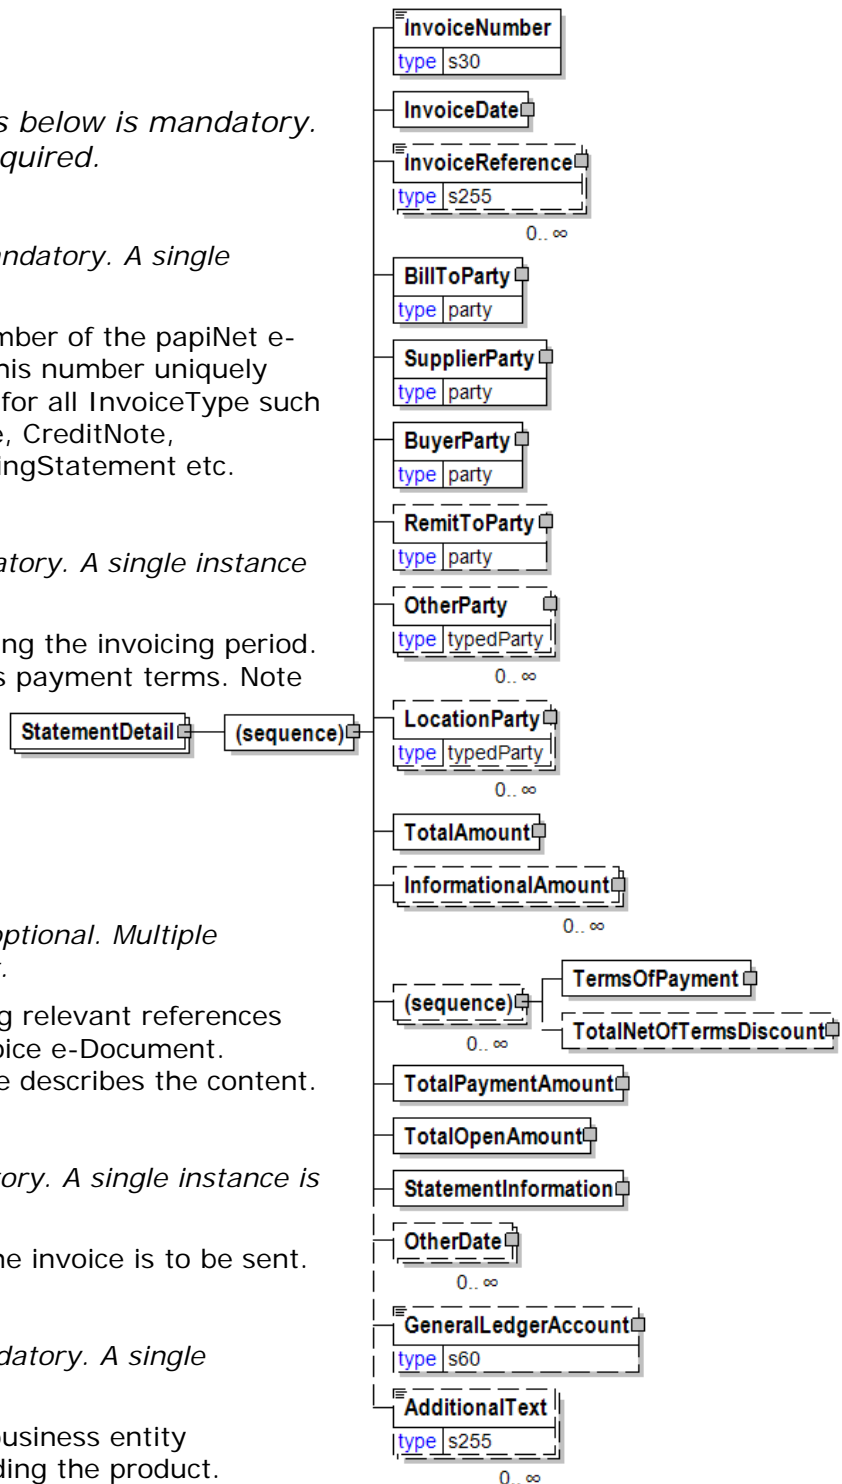 s below is mandatory.
quired.
andatory. A single
mber of the papiNet e-
his number uniquely
for all InvoiceType such
e, CreditNote,
ingStatement etc.
atory. A single instance
ing the invoicing period.
s payment terms. Note
optional. Multiple
.
g relevant references
oice e-Document.
e describes the content.
tory. A single instance is
he invoice is to be sent.
datory. A single
business entity
ding the product.
StatementDetail
(sequence)
InvoiceNumber
type s30
InvoiceDate
InvoiceReference
type s255
0.. ∞
BillToParty
type party
SupplierParty
type party
BuyerParty
type party
RemitToParty
type party
OtherParty
type typedParty
0.. ∞
LocationParty
type typedParty
0.. ∞
TotalAmount
InformationalAmount
0.. ∞
(sequence)
0.. ∞
TermsOfPayment
TotalNetOfTermsDiscount
TotalPaymentAmount
TotalOpenAmount
StatementInformation
OtherDate
0.. ∞
GeneralLedgerAccount
type s60
AdditionalText
type s255
0.. ∞